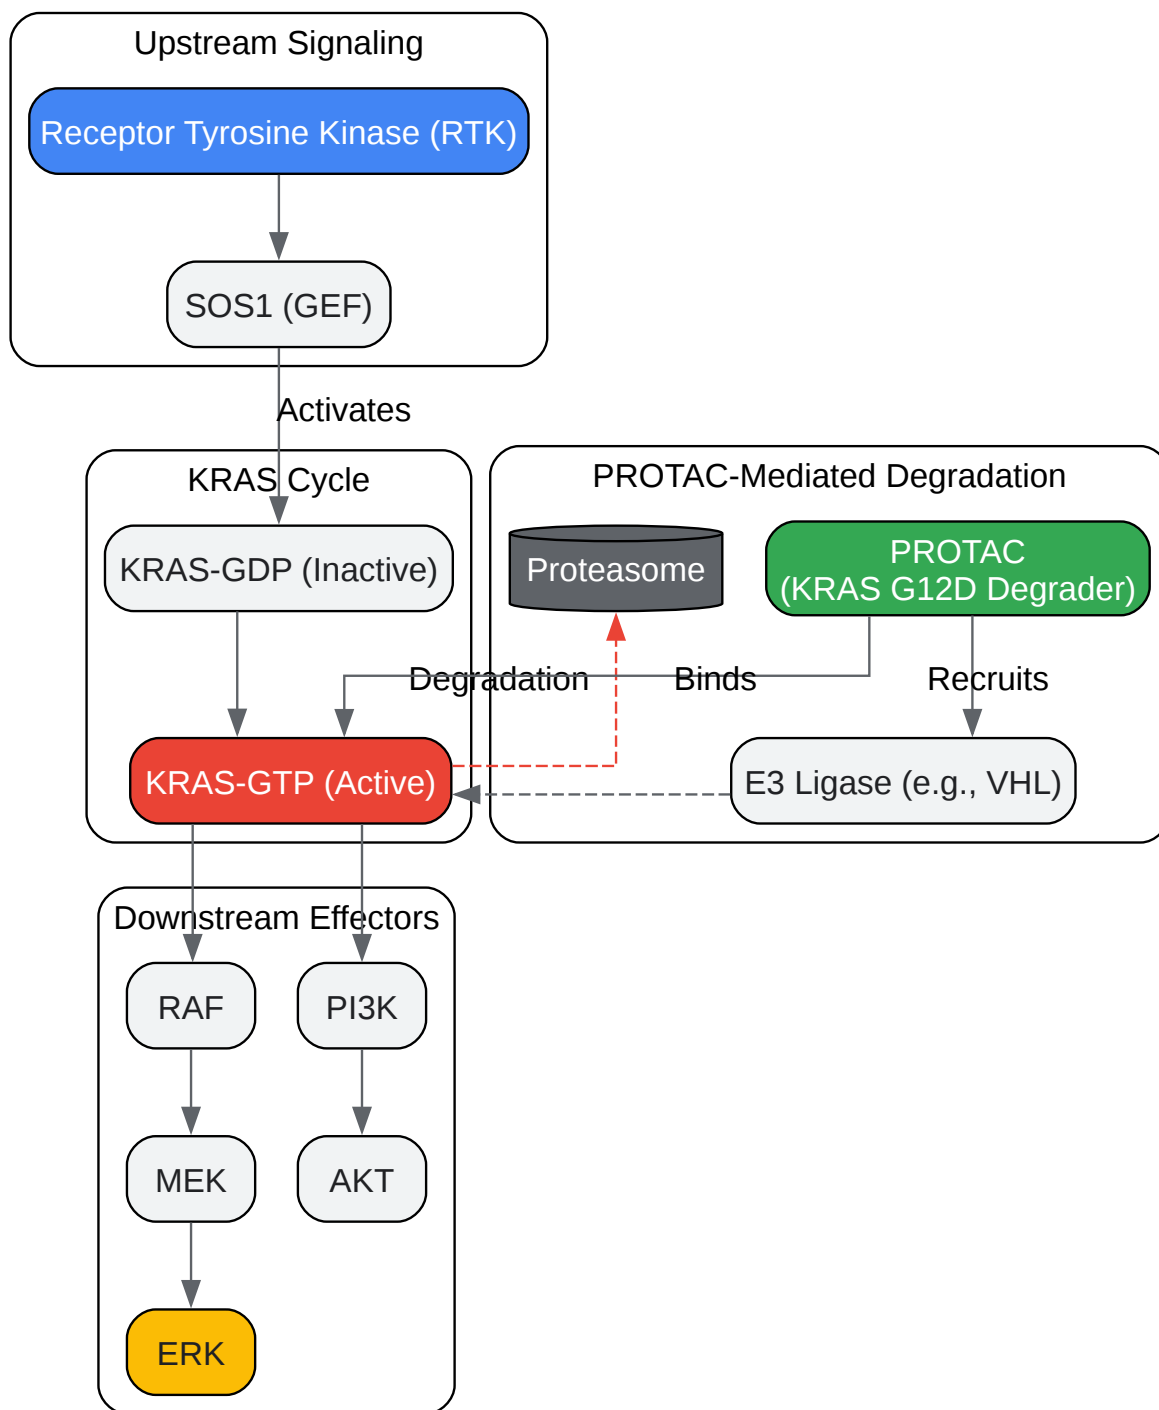 Upstream Signaling
Receptor Tyrosine Kinase (RTK)
SOS1 (GEF)
Activates
KRAS Cycle
PROTAC-Mediated Degradation
KRAS-GDP (Inactive)
Proteasome
PROTAC
(KRAS G12D Degrader)
Degradation
Binds
Recruits
KRAS-GTP (Active)
E3 Ligase (e.g., VHL)
Downstream Effectors
RAF
PI3K
MEK
AKT
ERK